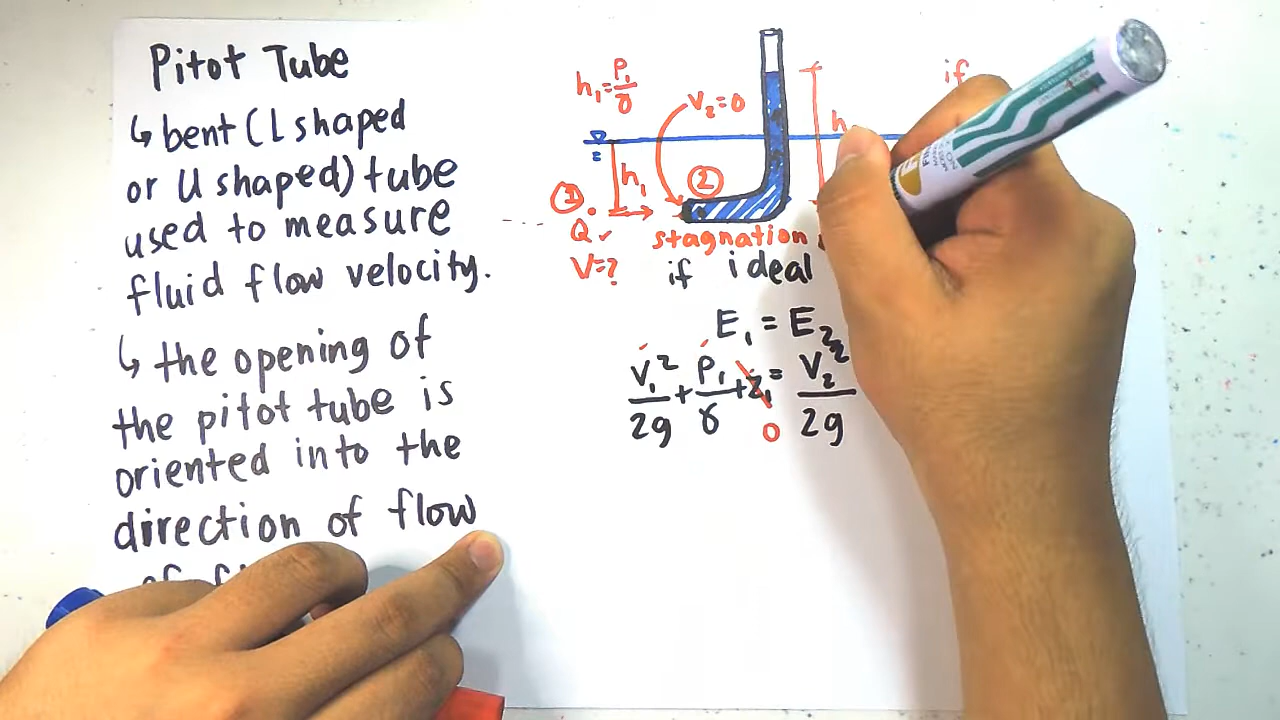 Pitot Tube
↳ bent (L shaped
or U shaped) tube
used to measure
fluid flow velocity.
↳ the opening of
the pitot tube is
oriented into the
direction of flow
of
h₁ = P₁/γ
V₂=0
if
h
h₁
①
②
Q ✓
V=?
stagnation
if ideal
E₁ = E₂
V₁²/2g + P₁/γ + z₁ = V₂²/2g
0